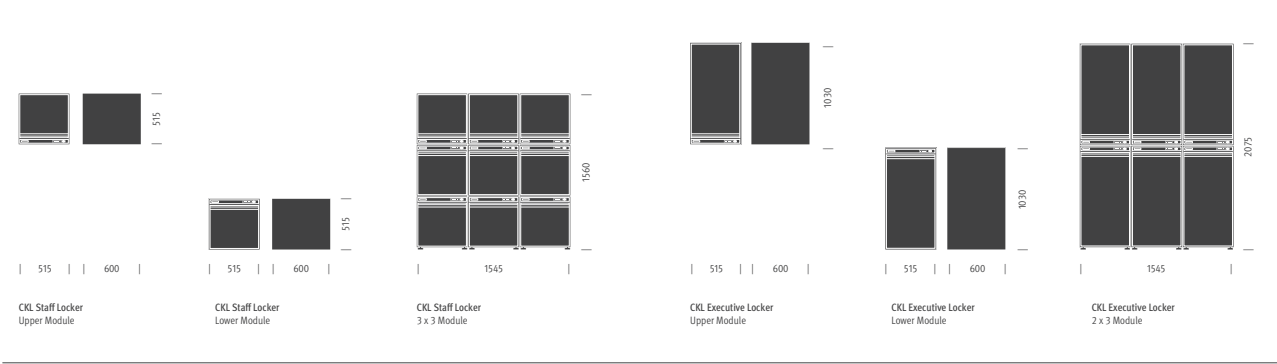 515
515
1560
1030
1030
2075
515
600
515
600
1545
515
600
515
600
1545
CKL Staff Locker
Upper Module
CKL Staff Locker
Lower Module
CKL Staff Locker
3 x 3 Module
CKL Executive Locker
Upper Module
CKL Executive Locker
Lower Module
CKL Executive Locker
2 x 3 Module